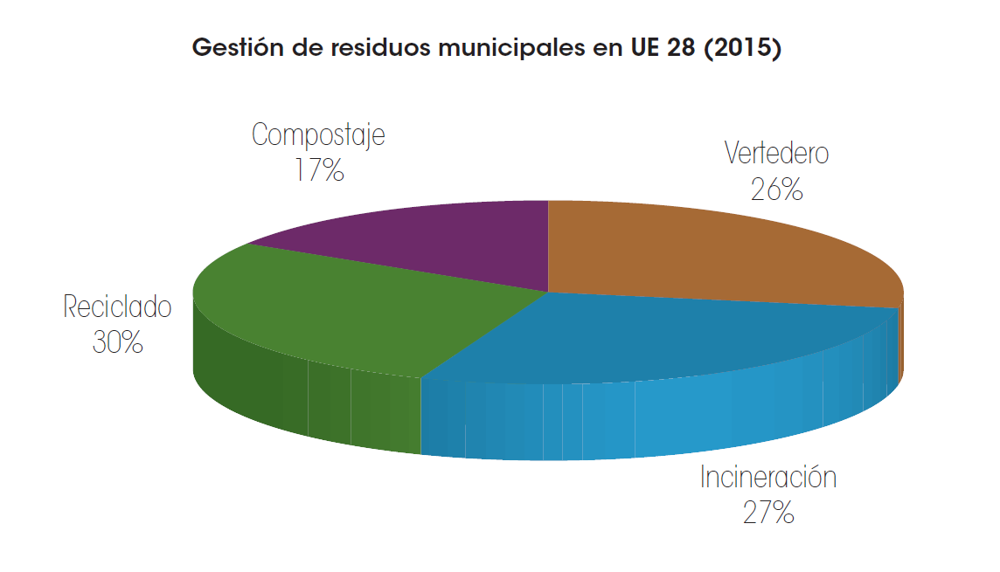 Gestión de residuos municipales en UE 28 (2015)
Compostaje
17%
Vertedero
26%
Reciclado
30%
Incineración
27%